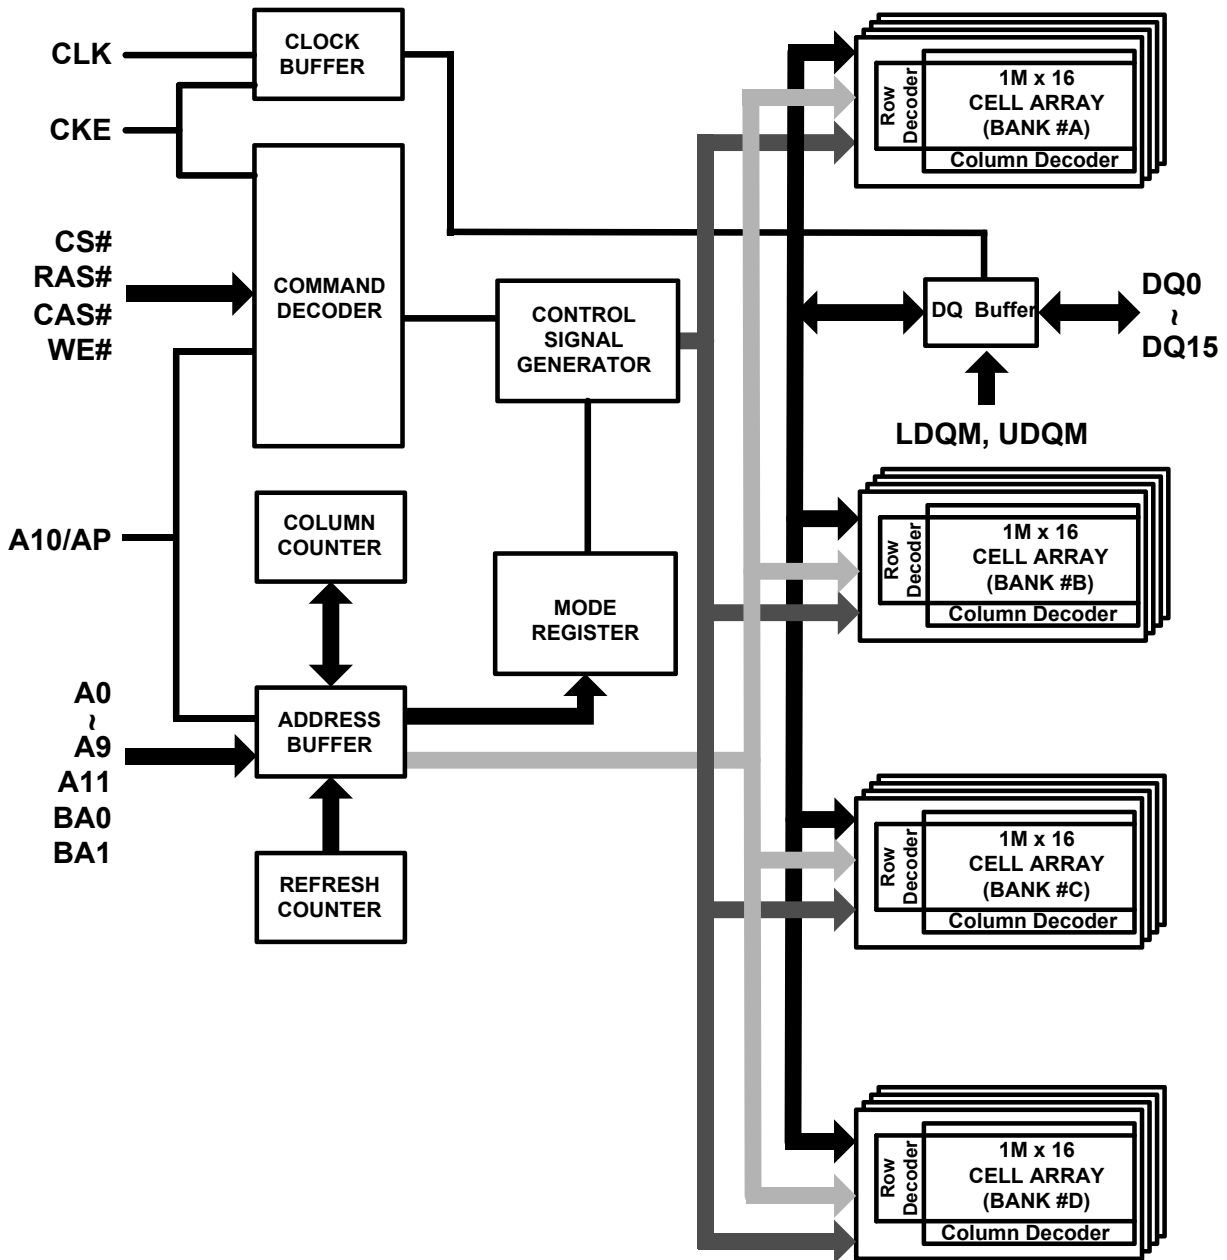 CLK
CKE
CS#
RAS#
CAS#
WE#
A10/AP
A0
~
A9
A11
BA0
BA1
CLOCK
BUFFER
COMMAND
DECODER
COLUMN
COUNTER
ADDRESS
BUFFER
REFRESH
COUNTER
CONTROL
SIGNAL
GENERATOR
MODE
REGISTER
Row
Decoder
1M x 16
CELL ARRAY
(BANK #A)
Column Decoder
DQ Buffer
DQ0
~
DQ15
LDQM, UDQM
Row
Decoder
1M x 16
CELL ARRAY
(BANK #B)
Column Decoder
Row
Decoder
1M x 16
CELL ARRAY
(BANK #C)
Column Decoder
Row
Decoder
1M x 16
CELL ARRAY
(BANK #D)
Column Decoder